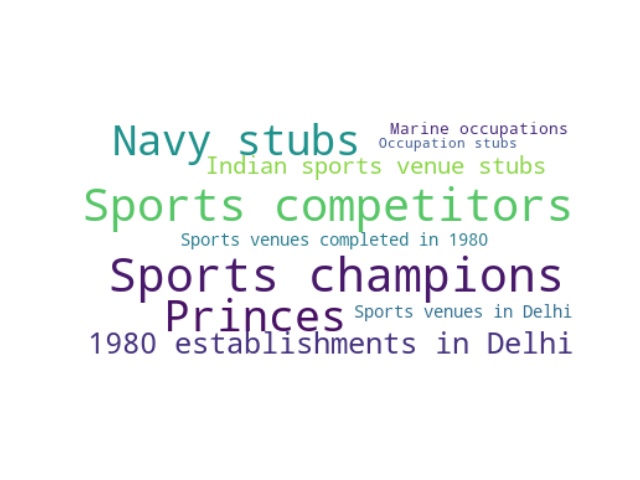 Navy stubs
Marine occupations
Occupation stubs
Indian sports venue stubs
Sports competitors
Sports venues completed in 1980
Sports champions
Princes
Sports venues in Delhi
1980 establishments in Delhi